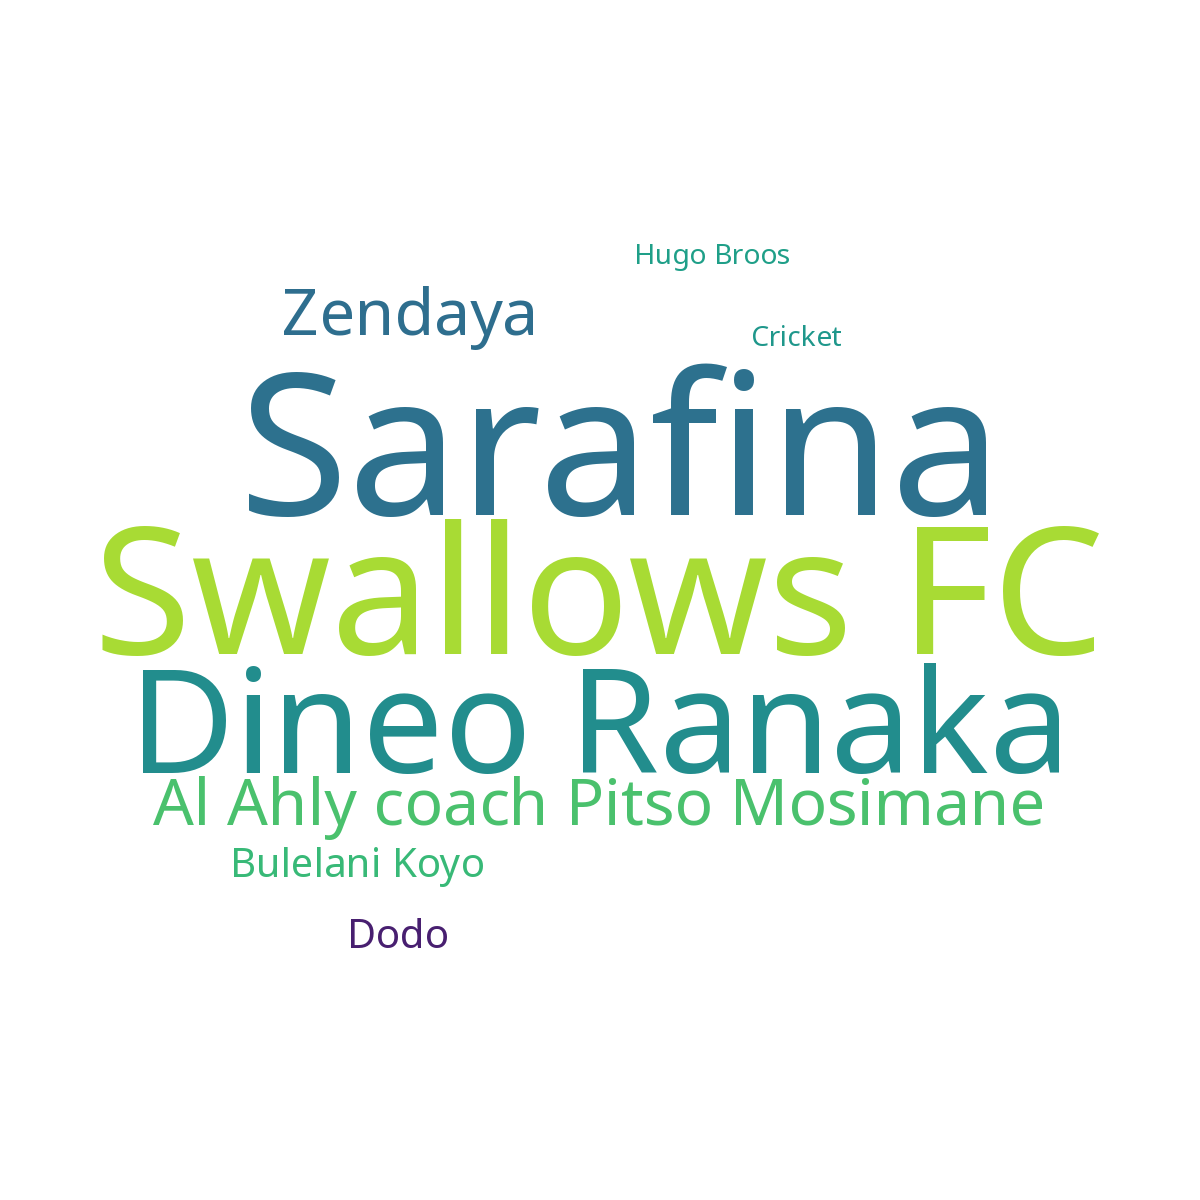 Hugo Broos
Zendaya
Cricket
Sarafina
Swallows FC
Dineo Ranaka
Al Ahly coach Pitso Mosimane
Bulelani Koyo
Dodo